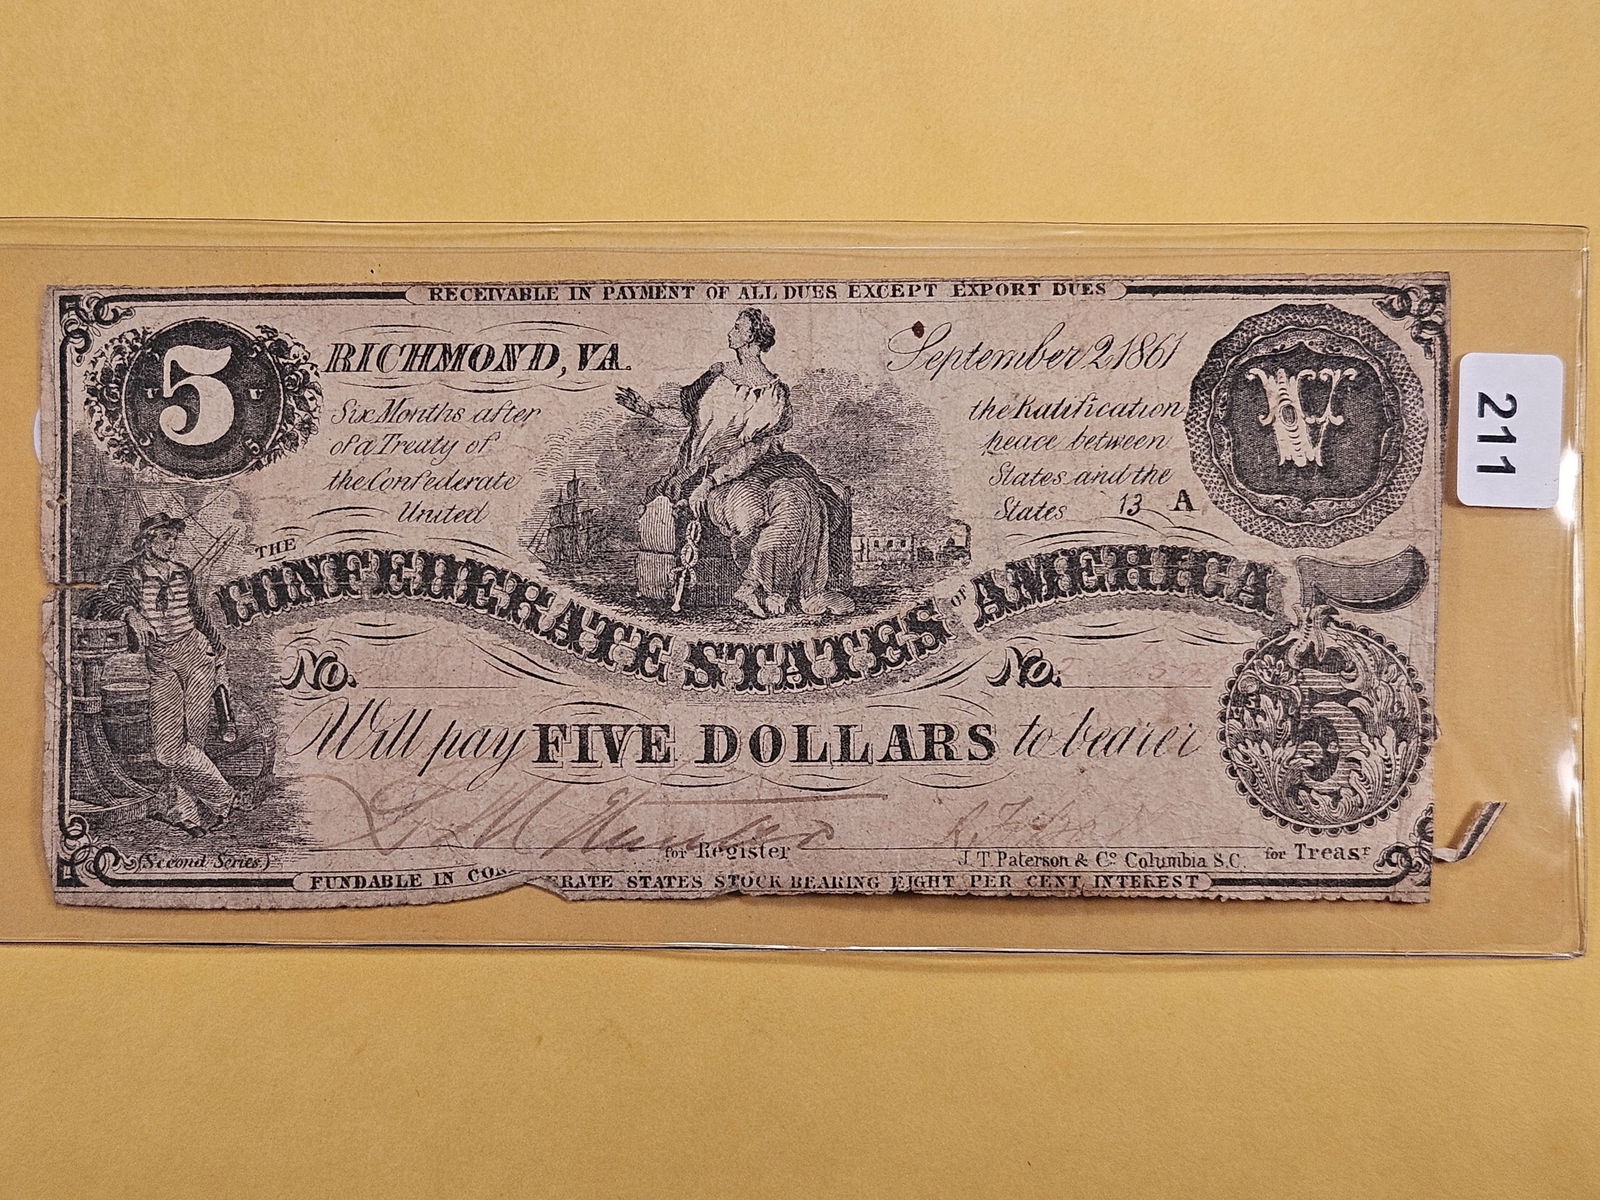 RECEIVABLE IN PAYMENT OF ALL DUES EXCEPT EXPORT DUES
5
RICHMOND, VA.
September 2, 1861
V
Six Months after the Ratification
of a Treaty of peace between
the Confederate States and the
United States 13 A
THE CONFEDERATE STATES OF AMERICA
No. No.
5
Will pay FIVE DOLLARS to bearer
for Register
J. T. Paterson & Co Columbia S.C.
for Treasr
(Second Series.)
FUNDABLE IN CON ERATE STATES STOCK BEARING EIGHT PER CENT INTEREST
211